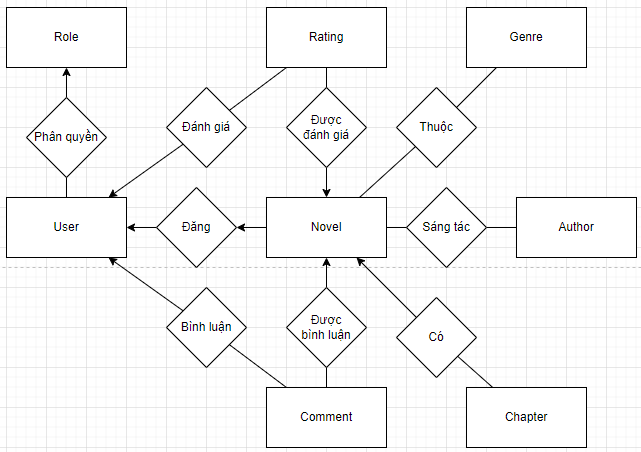 Role
Rating
Genre
Phân quyền
Đánh giá
Được
đánh giá
Thuộc
User
Đăng
Novel
Sáng tác
Author
Bình luận
Được
bình luận
Có
Comment
Chapter